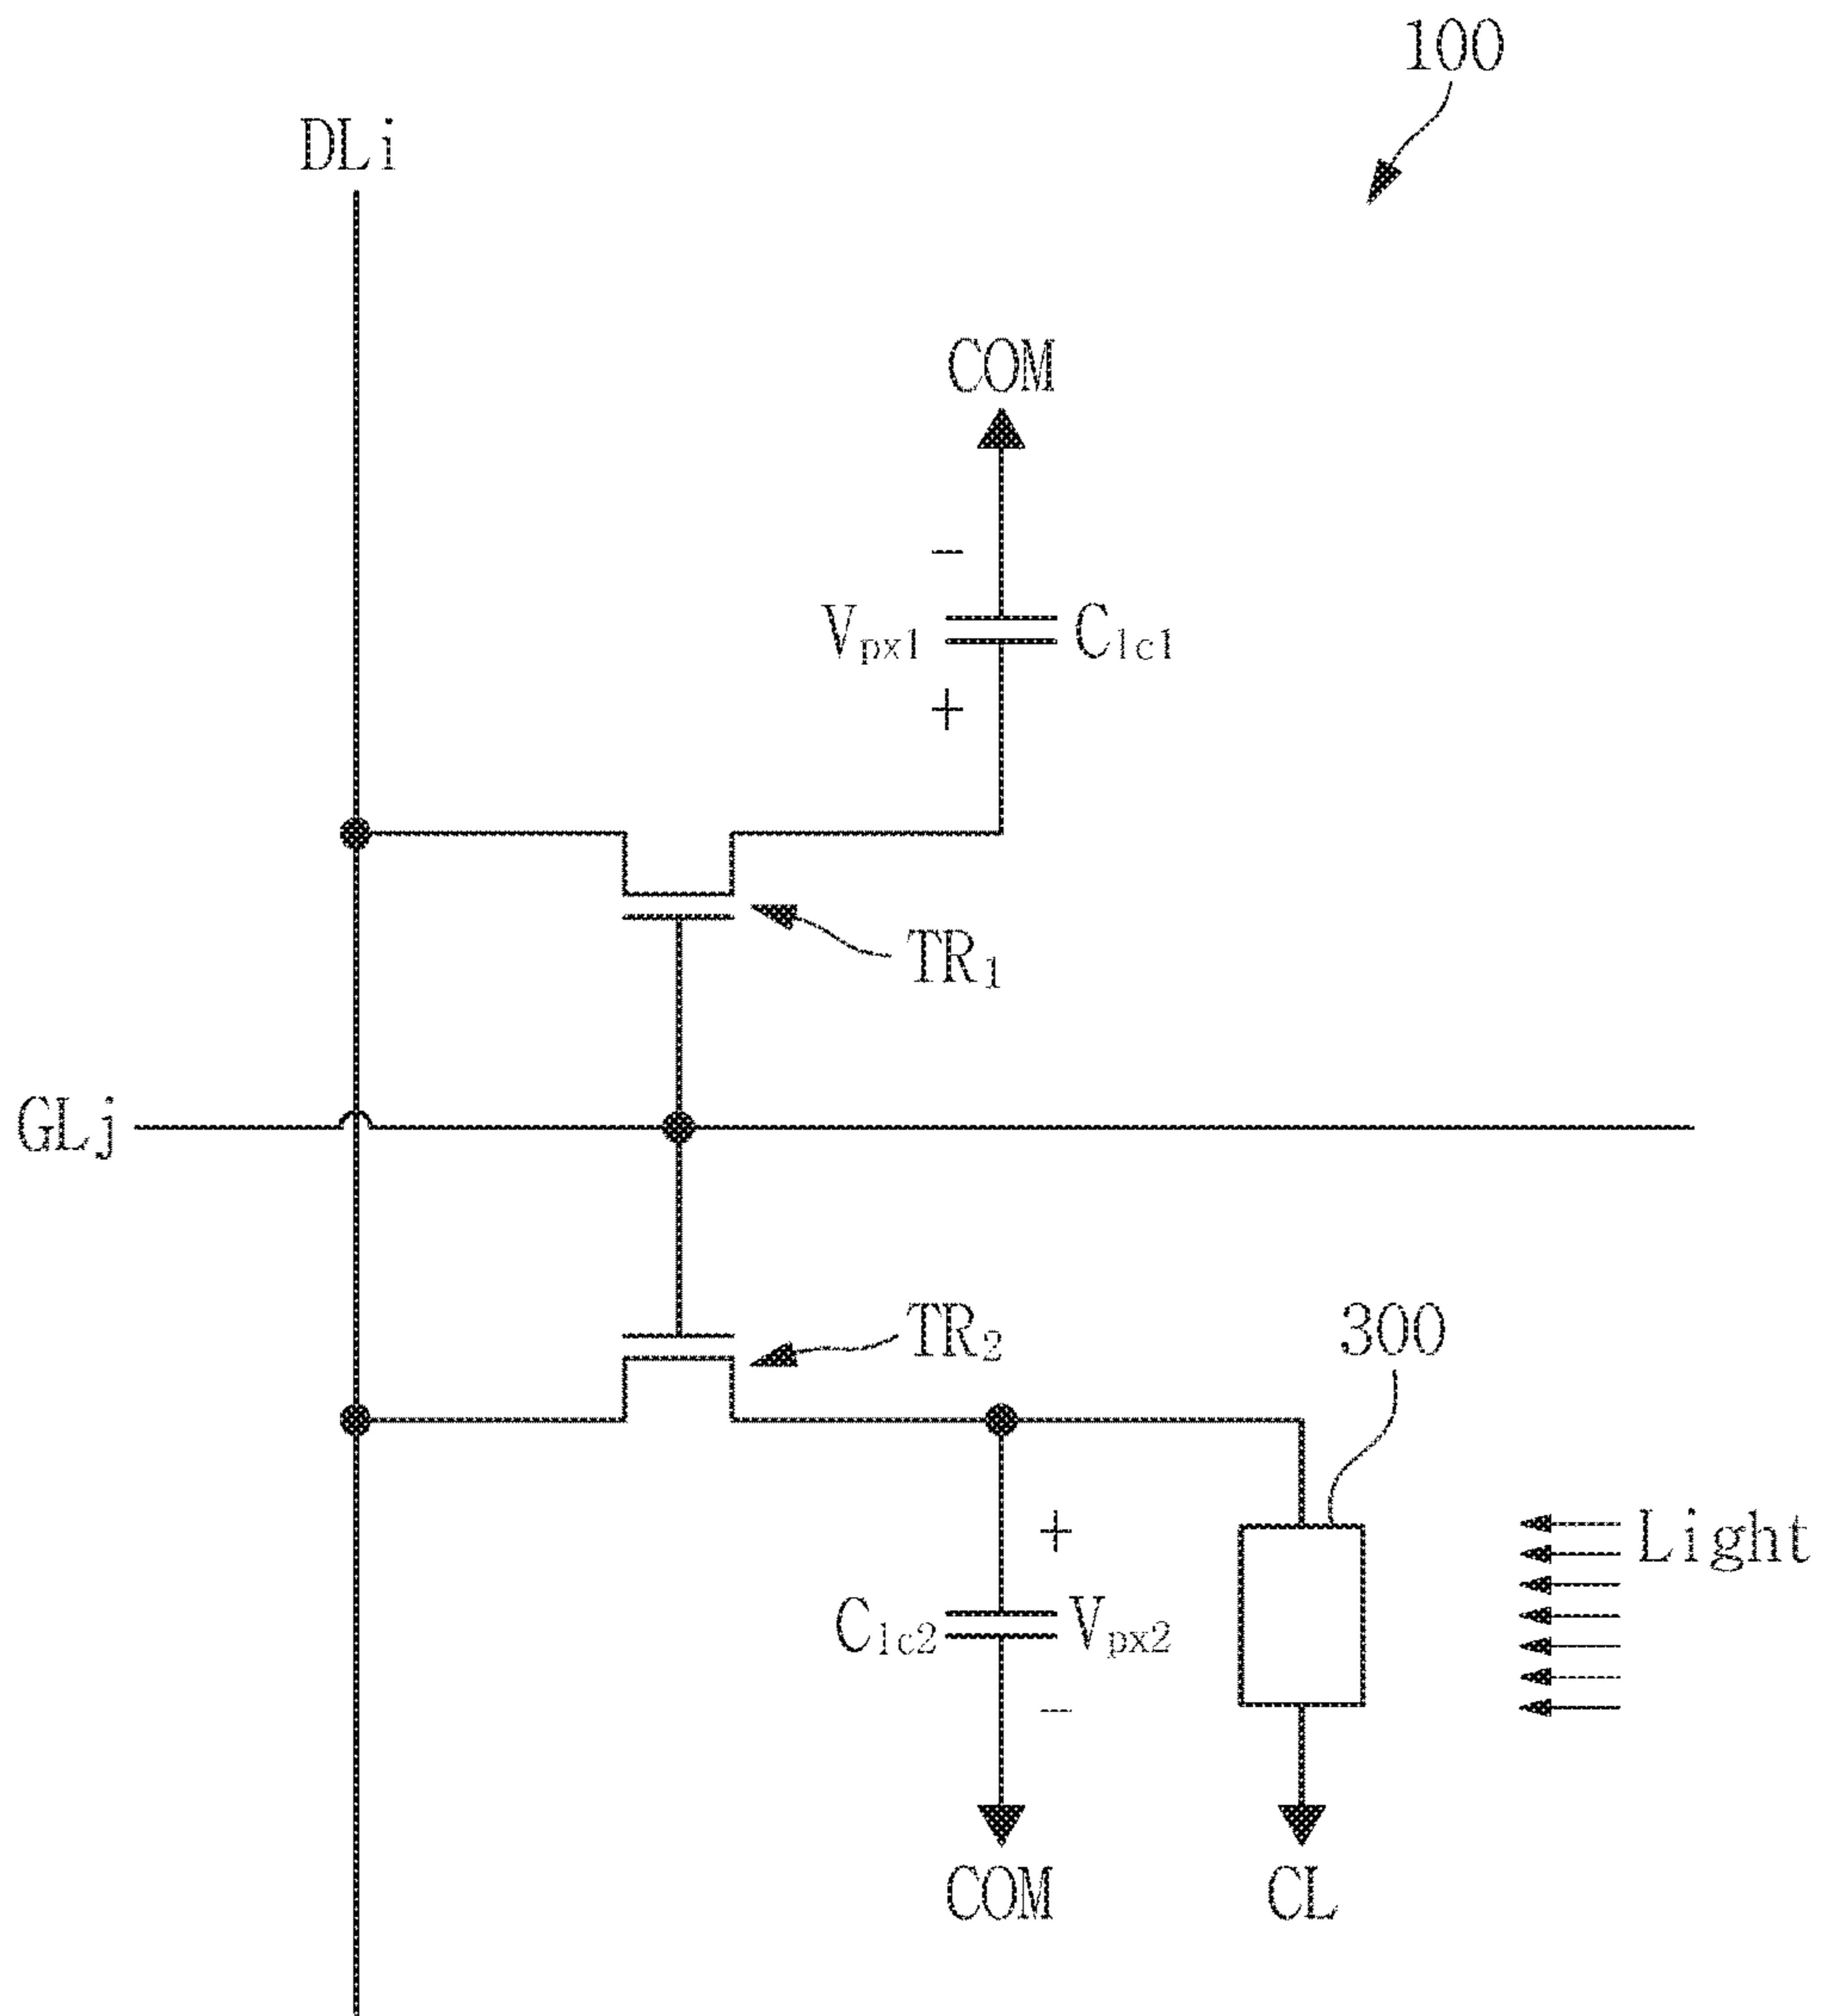 100
DLi
COM
−
Vpx1 Clc1
+
TR1
GLj
TR2
300
+
Light
Clc2 Vpx2
−
COM
CL